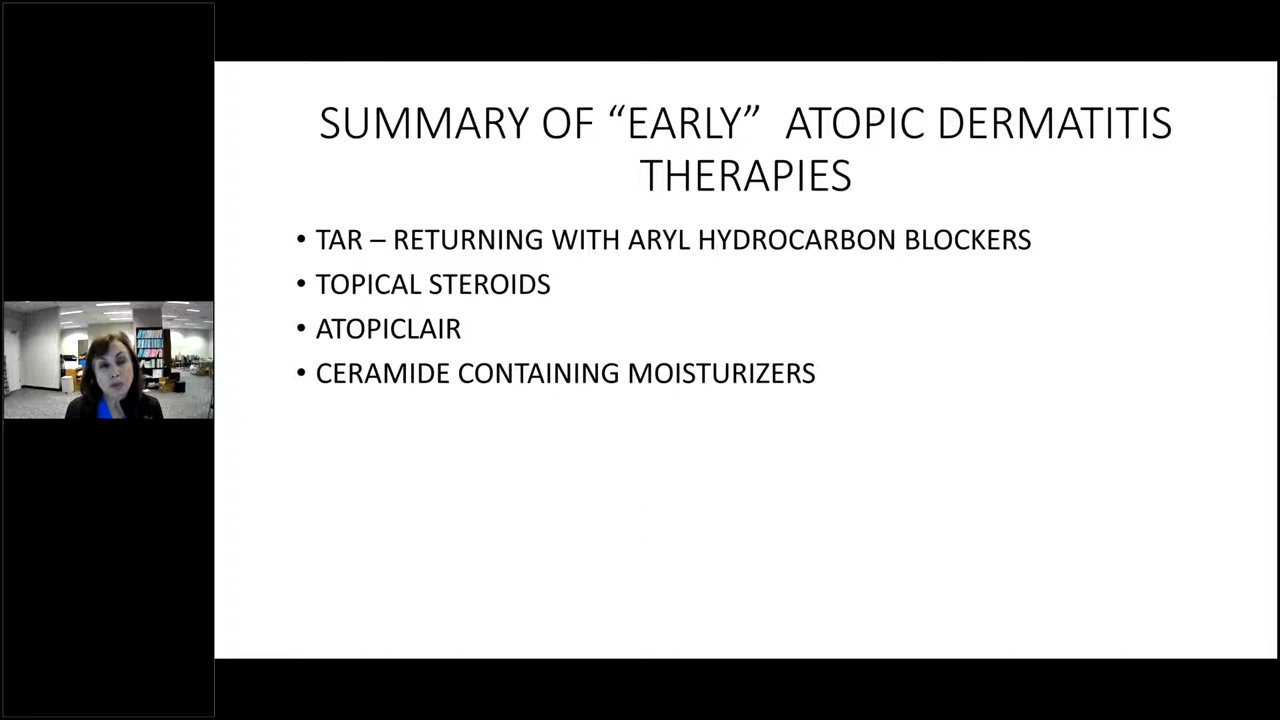 SUMMARY OF “EARLY” ATOPIC DERMATITIS
THERAPIES
• TAR – RETURNING WITH ARYL HYDROCARBON BLOCKERS
• TOPICAL STEROIDS
• ATOPICLAIR
• CERAMIDE CONTAINING MOISTURIZERS